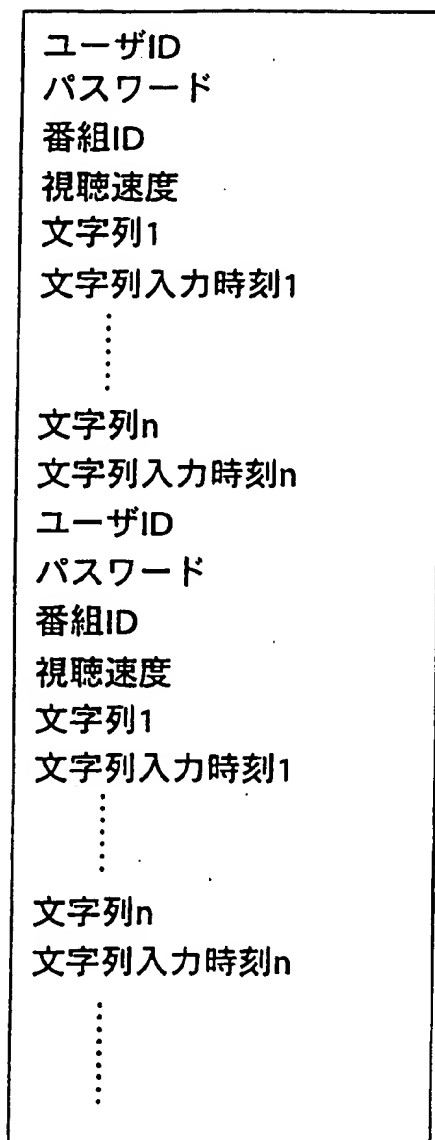 ユーザID
パスワード
番組ID
視聴速度
文字列1
文字列入力時刻1
⋮
文字列n
文字列入力時刻n
ユーザID
パスワード
番組ID
視聴速度
文字列1
文字列入力時刻1
⋮
文字列n
文字列入力時刻n
⋮